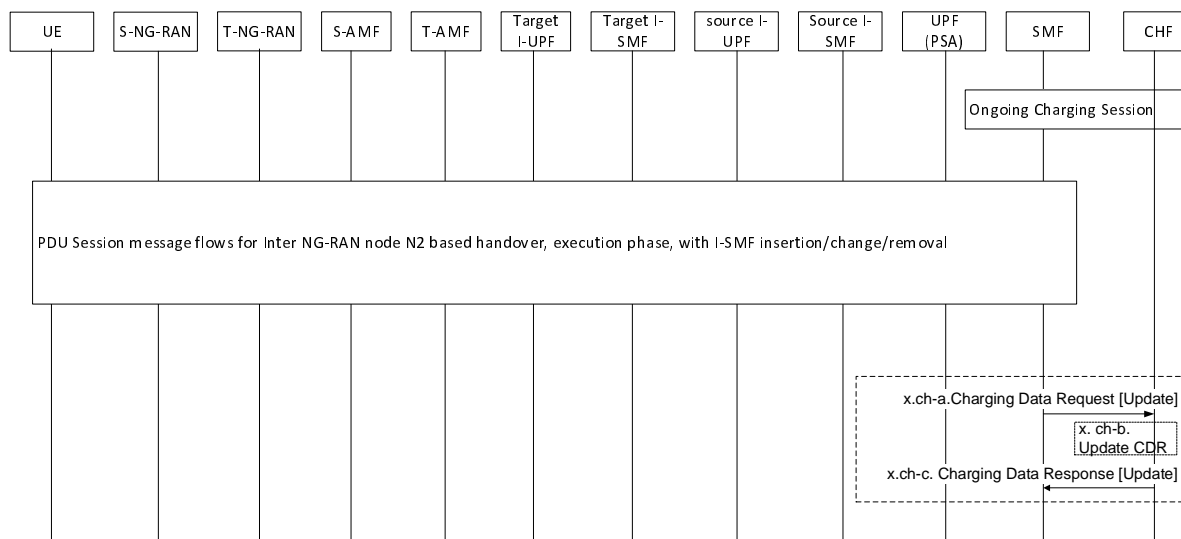 UE
S-NG-RAN
T-NG-RAN
S-AMF
T-AMF
Target
I-UPF
Target I-
SMF
source I-
UPF
Source I-
SMF
UPF
(PSA)
SMF
CHF
Ongoing Charging Session
PDU Session message flows for Inter NG-RAN node N2 based handover, execution phase, with I-SMF insertion/change/removal
x.ch-a.Charging Data Request [Update]
x. ch-b.
Update CDR
x.ch-c. Charging Data Response [Update]